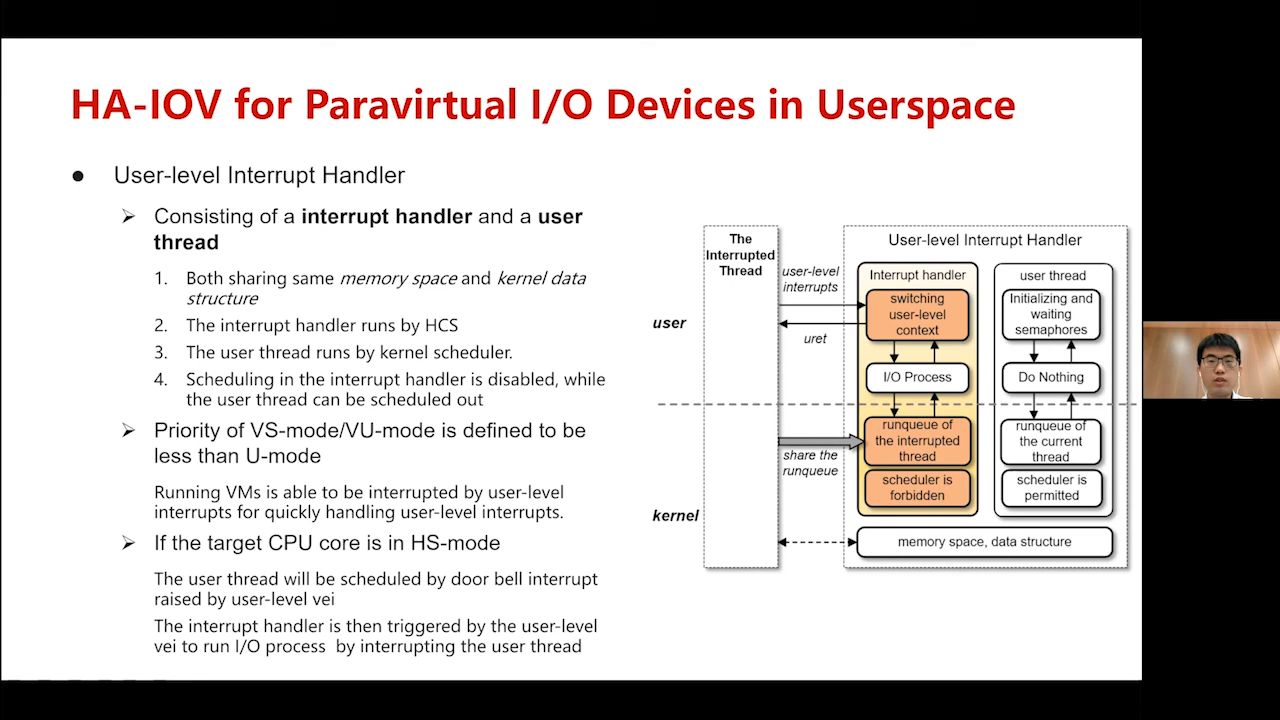 HA-IOV for Paravirtual I/O Devices in Userspace
● User-level Interrupt Handler
➢ Consisting of a interrupt handler and a user
thread
1. Both sharing same memory space and kernel data
structure
2. The interrupt handler runs by HCS
3. The user thread runs by kernel scheduler.
4. Scheduling in the interrupt handler is disabled, while
the user thread can be scheduled out
➢ Priority of VS-mode/VU-mode is defined to be
less than U-mode
Running VMs is able to be interrupted by user-level
interrupts for quickly handling user-level interrupts.
➢ If the target CPU core is in HS-mode
The user thread will be scheduled by door bell interrupt
raised by user-level vei
The interrupt handler is then triggered by the user-level
vei to run I/O process by interrupting the user thread
The
Interrupted
Thread
user
kernel
user-level
interrupts
uret
share the
runqueue
User-level Interrupt Handler
Interrupt handler
switching
user-level
context
I/O Process
runqueue of
the interrupted
thread
scheduler is
forbidden
user thread
Initializing and
waiting
semaphores
Do Nothing
runqueue of
the current
thread
scheduler is
permitted
memory space, data structure